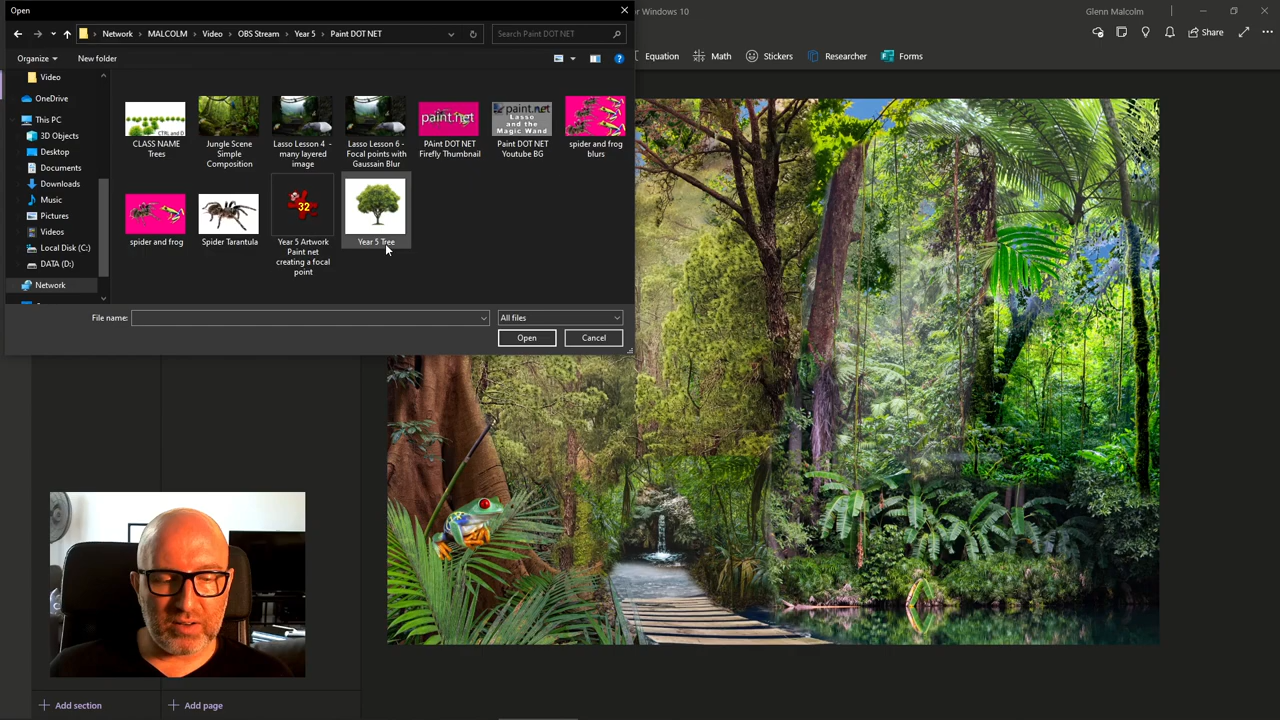 Open
or Windows 10
Glenn Malcolm
Network
MALCOLM
Video
OBS Stream
Year 5
Paint DOT NET
Search Paint DOT NET
Share
Organize
New folder
Equation
Math
Stickers
Researcher
Forms
Video
OneDrive
This PC
3D Objects
Desktop
Documents
Downloads
Music
Pictures
Videos
Local Disk (C:)
DATA (D:)
Network
CTRL and D
paint.net
paint.net
Lasso
and the
Magic Wand
CLASS NAME
Trees
Jungle Scene
Simple
Composition
Lasso Lesson 4 -
many layered
image
Lasso Lesson 6 -
Focal points with
Gaussain Blur
PAint DOT NET
Firefly Thumbnail
Paint DOT NET
Youtube BG
spider and frog
blurs
32
spider and frog
Spider Tarantula
Year 5 Artwork
Paint net
creating a focal
point
Year 5 Tree
File name:
All files
Open
Cancel
Add section
Add page